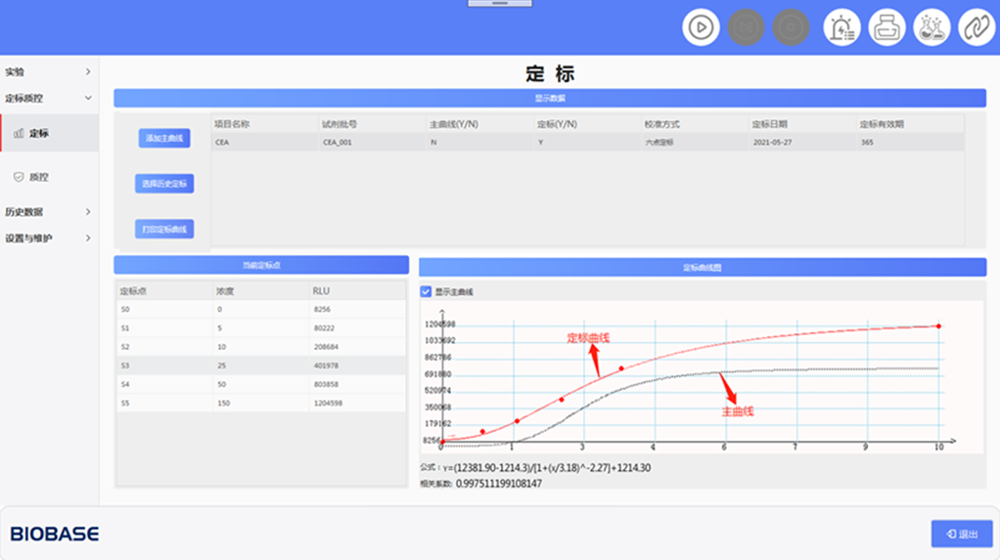 定 标
实验
定标质控
定标
质控
历史数据
设置与维护
显示数据
添加主曲线
选择历史定标
打印定标曲线
项目名称 试剂批号 主曲线(Y/N) 定标(Y/N) 校准方式 定标日期 定标有效期
CEA CEA_001 N Y 六点定标 2021-05-27 365
当前定标点
定标点 浓度 RLU
S0 0 8256
S1 5 80222
S2 10 208684
S3 25 401978
S4 50 803858
S5 150 1204598
定标曲线图
显示主曲线
1204598
1033692
862786
691880
520974
350068
179162
8256
0 1 3 4 6 7 9 10
定标曲线
主曲线
公式：y=(12381.90-1214.3)/[1+(x/3.18)^-2.27]+1214.30
相关系数: 0.997511199108147
BIOBASE
退出